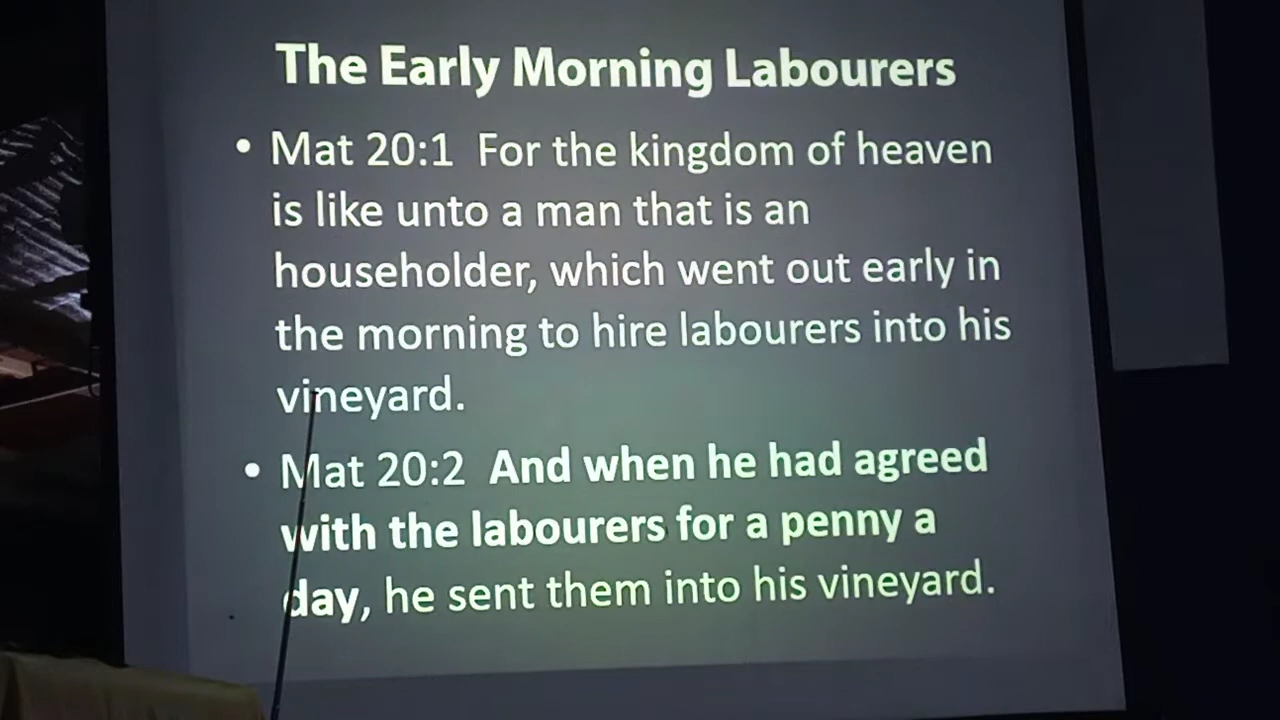 The Early Morning Labourers
• Mat 20:1 For the kingdom of heaven
is like unto a man that is an
householder, which went out early in
the morning to hire labourers into his
vineyard.
• Mat 20:2 And when he had agreed
with the labourers for a penny a
day, he sent them into his vineyard.